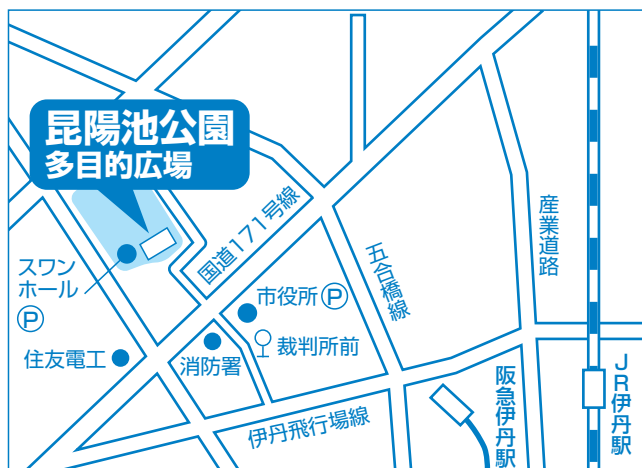 昆陽池公園
多目的広場
国道171号線
スワン
ホール
Ⓟ
市役所Ⓟ
五合橋線
産業道路
住友電工
消防署
裁判所前
伊丹飛行場線
阪急伊丹駅
JR伊丹駅